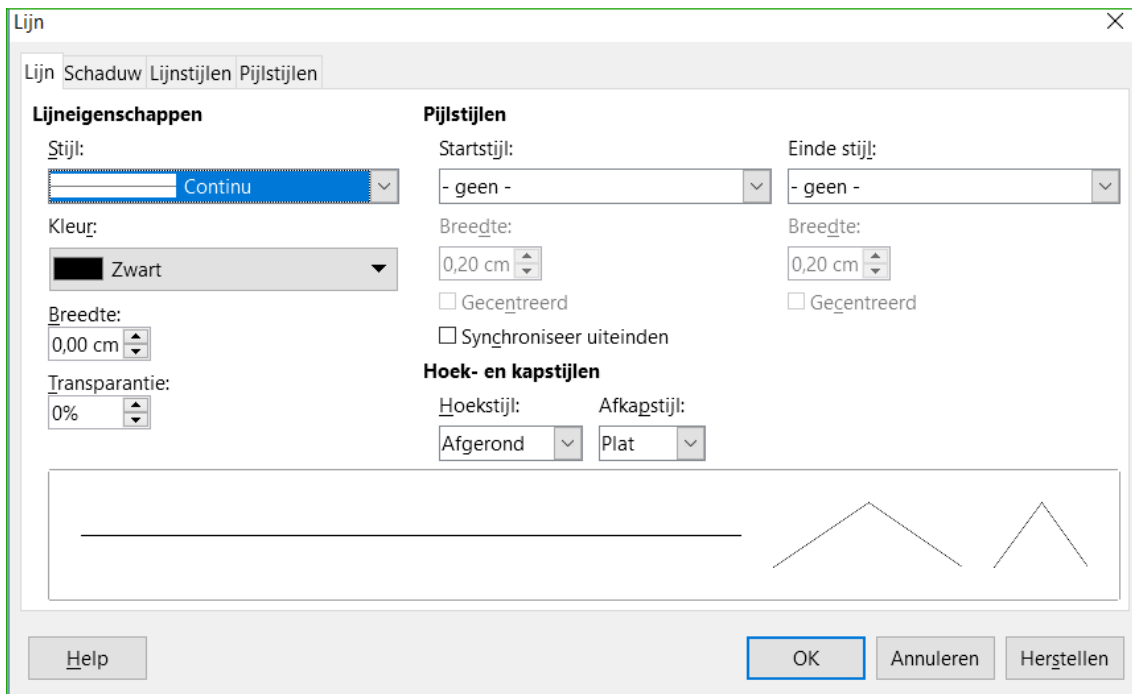 Lijn
Lijn Schaduw Lijnstijlen Pijlstijlen
Lijneigenschappen
Stijl:
Continu
Kleur:
Zwart
Breedte:
0,00 cm
Transparantie:
0%
Pijlstijlen
Startstijl: Einde stijl:
- geen - - geen -
Breedte: Breedte:
0,20 cm 0,20 cm
Gecentreerd Gecentreerd
Synchroniseer uiteinden
Hoek- en kapstijlen
Hoekstijl: Afkapstijl:
Afgerond Plat
Help OK Annuleren Herstellen